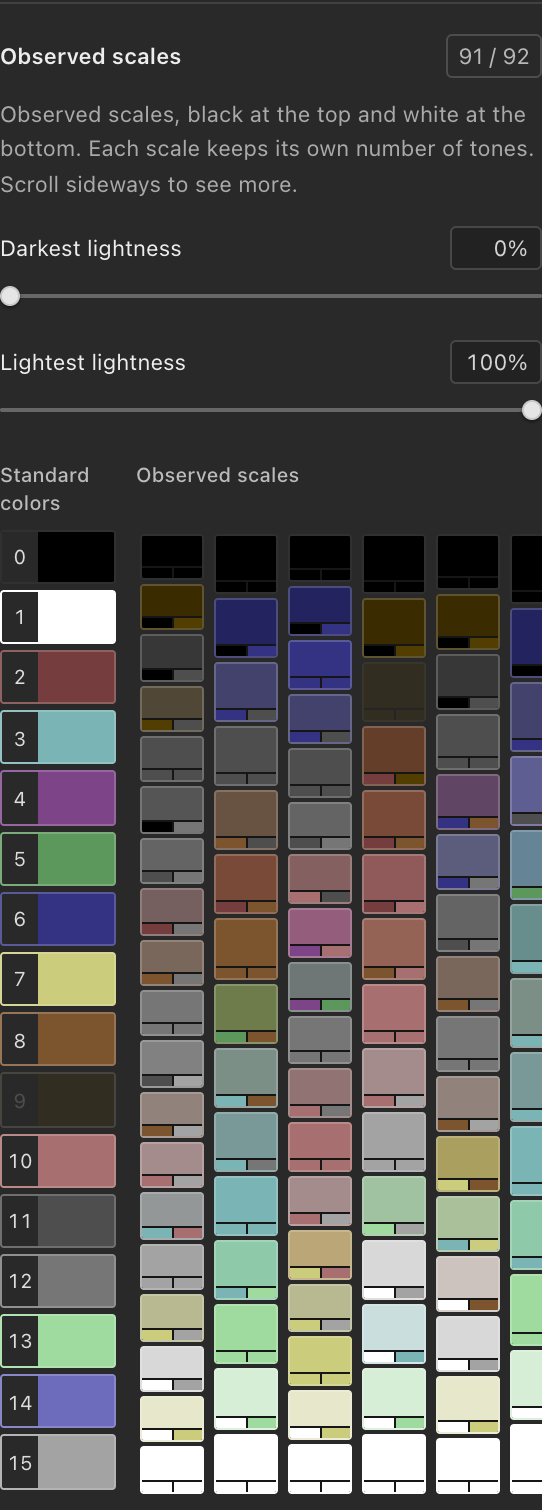 Observed scales
91 / 92
Observed scales, black at the top and white at the
bottom. Each scale keeps its own number of tones.
Scroll sideways to see more.
Darkest lightness
0%
Lightest lightness
100%
Standard
colors
Observed scales
0
1
2
3
4
5
6
7
8
9
10
11
12
13
14
15